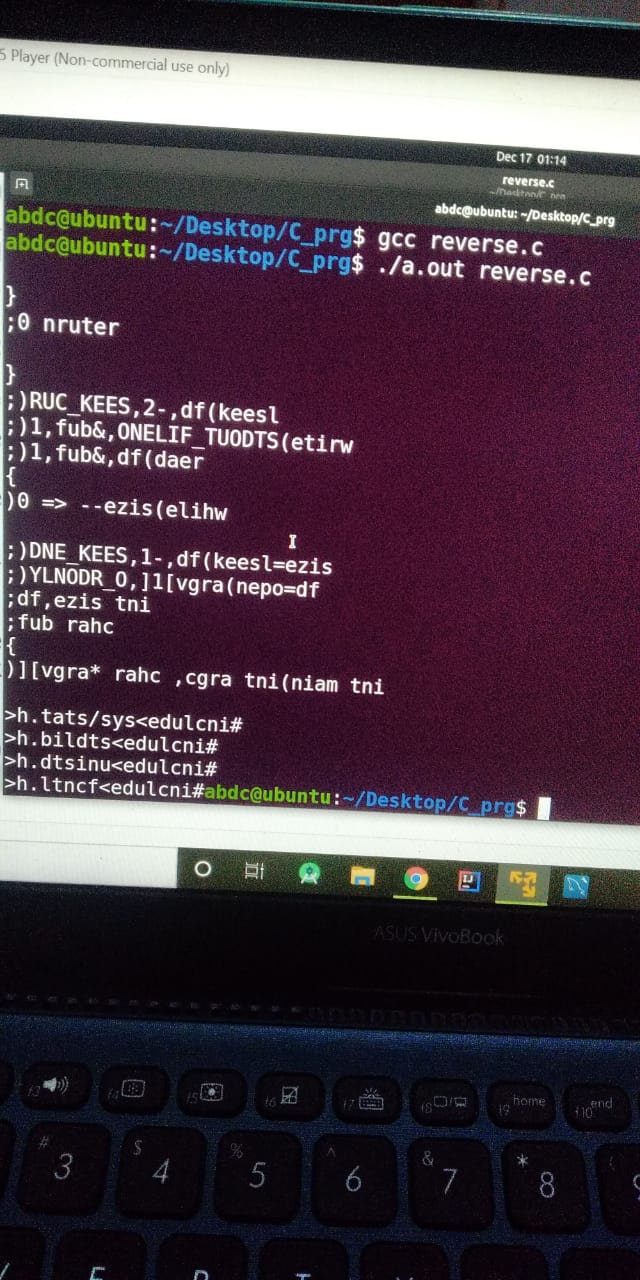 5 Player (Non-commercial use only)
Dec 17 01:14
reverse.c
~/Desktop/C_prg
abdc@ubuntu: ~/Desktop/C_prg
abdc@ubuntu:~/Desktop/C_prg$ gcc reverse.c
abdc@ubuntu:~/Desktop/C_prg$ ./a.out reverse.c
}
;0 nruter
}
;)RUC_KEES,2-,df(keesl
;)1,fub&,ONELIF_TUODTS(etirw
;)1,fub&,df(daer
{
)0 => --ezis(elihw
;)DNE_KEES,1-,df(keesl=ezis
;)YLNODR_O,]1[vgra(nepo=df
;df,ezis tni
;fub rahc
{
)][vgra* rahc ,cgra tni(niam tni
>h.tats/sys<edulcni#
>h.bildts<edulcni#
>h.dtsinu<edulcni#
>h.ltncf<edulcni#abdc@ubuntu:~/Desktop/C_prg$
ASUS VivoBook
f3 f4 f5 f6 f7 f8 f9 home f10 end
# 3 $ 4 % 5 ^ 6 & 7 * 8 (